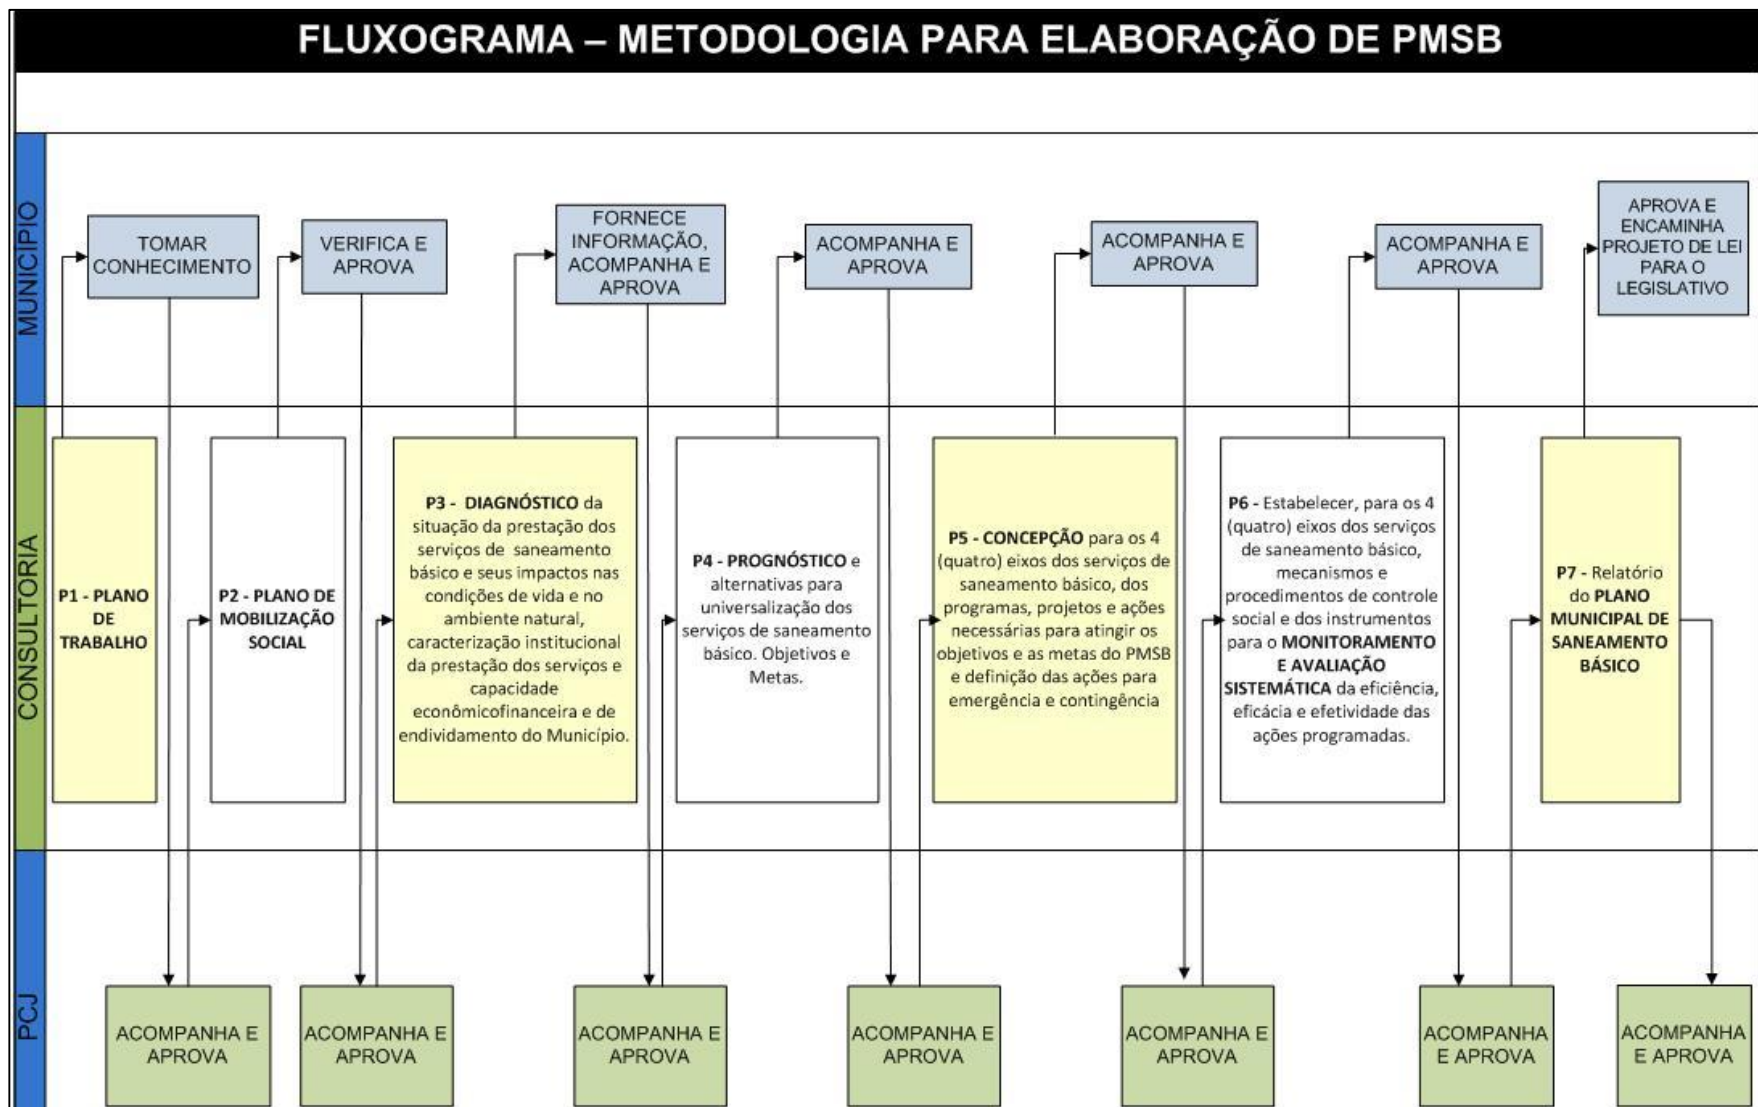 FLUXOGRAMA – METODOLOGIA PARA ELABORAÇÃO DE PMSB
MUNICÍPIO
TOMAR
CONHECIMENTO
VERIFICA E
APROVA
FORNECE
INFORMAÇÃO,
ACOMPANHA E
APROVA
ACOMPANHA E
APROVA
ACOMPANHA E
APROVA
ACOMPANHA E
APROVA
APROVA E
ENCAMINHA
PROJETO DE LEI
PARA O
LEGISLATIVO
CONSULTORIA
P1 - PLANO
DE
TRABALHO
P2 - PLANO DE
MOBILIZAÇÃO
SOCIAL
P3 - DIAGNÓSTICO da
situação da prestação dos
serviços de saneamento
básico e seus impactos nas
condições de vida e no
ambiente natural,
caracterização institucional
da prestação dos serviços e
capacidade
econômicofinanceira e de
endividamento do Município.
P4 - PROGNÓSTICO e
alternativas para
universalização dos
serviços de saneamento
básico. Objetivos e
Metas.
P5 - CONCEPÇÃO para os 4
(quatro) eixos dos serviços de
saneamento básico, dos
programas, projetos e ações
necessárias para atingir os
objetivos e as metas do PMSB
e definição das ações para
emergência e contingência
P6 - Estabelecer, para os 4
(quatro) eixos dos serviços
de saneamento básico,
mecanismos e
procedimentos de controle
social e dos instrumentos
para o MONITORAMENTO
E AVALIAÇÃO
SISTEMÁTICA da eficiência,
eficácia e efetividade das
ações programadas.
P7 - Relatório
do PLANO
MUNICIPAL DE
SANEAMENTO
BÁSICO
PCJ
ACOMPANHA E
APROVA
ACOMPANHA E
APROVA
ACOMPANHA E
APROVA
ACOMPANHA E
APROVA
ACOMPANHA E
APROVA
ACOMPANHA
E APROVA
ACOMPANHA
E APROVA